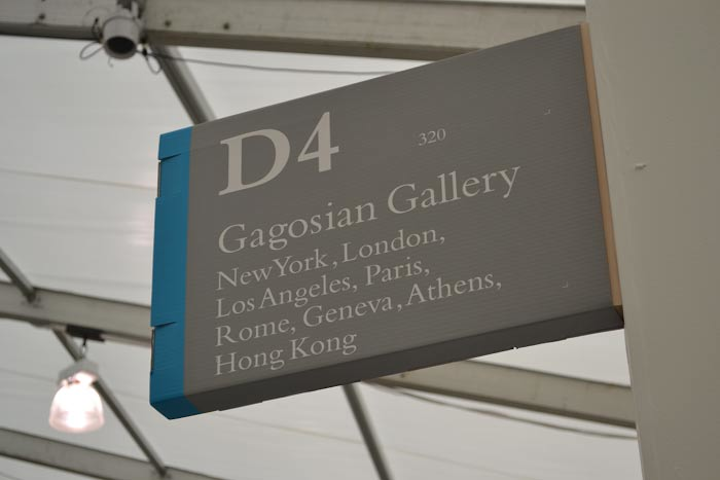 D4 320
Gagosian Gallery
New York, London,
Los Angeles, Paris,
Rome, Geneva, Athens,
Hong Kong